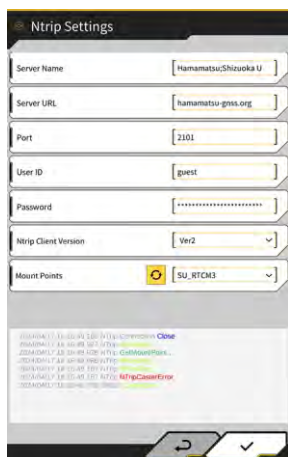 Ntrip Settings
Server Name
Hamamatsu;Shizuoka U
Server URL
hamamatsu-gnss.org
Port
2101
User ID
guest
Password
Ntrip Client Version
Ver2
Mount Points
SU_RTCM3
Close
GetMountPoint...
NTripCasterError